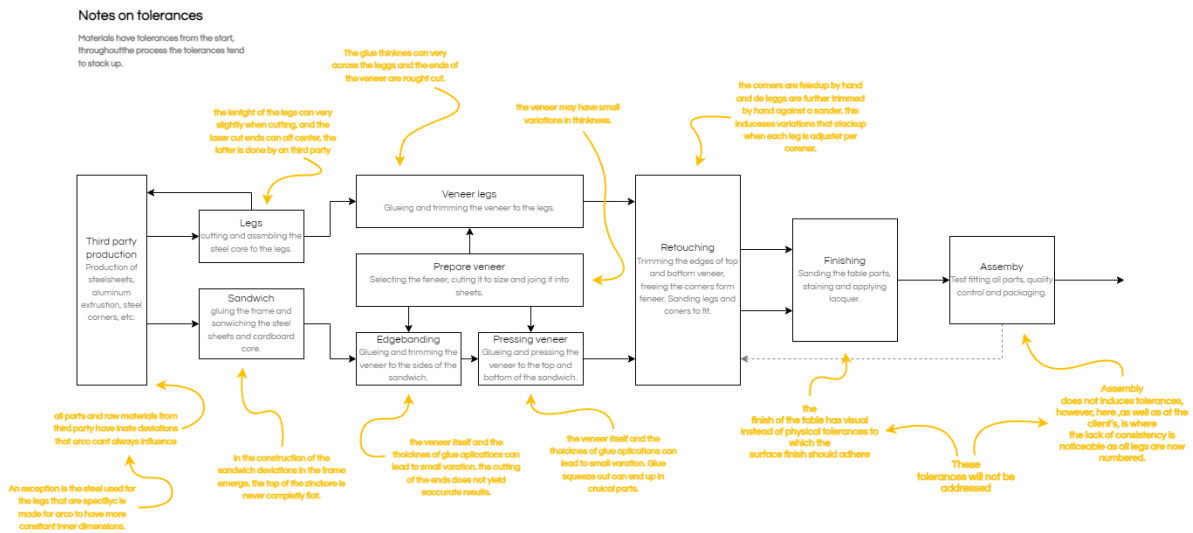 Notes on tolerances
Materials have tolerances from the start,
throughoutthe process the tolerances tend
to stack up.
The glue thinknes can very
across the leggs and the ends of
the veneer are rought cut.
the lenight of the legs can very
slightly when cutting, and the
laser cut ends can off center, the
latter is done by an third party
the veneer may have small
variations in thinkness.
the corners are feledup by hand
and de leggs are further trimmed
by hand against a sander. this
induceses variations that stackup
when each leg is adjustet per
corener.
Third party
production
Production of
steelsheets,
aluminum
extrustion, steel
corners, etc.
Legs
cutting and assmbling the
steel core to the legs.
Sandwich
gluing the frame and
sanwiching the steel
sheets and cardboard
core.
Veneer legs
Glueing and trimming the veneer to the legs.
Prepare veneer
Selecting the feneer, cuting it to size and joing it into
sheets.
Edgebanding
Glueing and trimming the
veneer to the sides of the
sandwich.
Pressing veneer
Glueing and pressing the
veneer to the top and
bottom of the sandwich.
Retouching
Trimming the edges of top
and bottom veneer,
freeing the corners form
feneer. Sanding legs and
coners to fit.
Finishing
Sanding the table parts,
staining and applying
lacquer.
Assemby
Test fitting all parts, quality
control and packaging.
all parts and raw materials from
third party have inate deviations
that arco cant always influence
An exception is the steel used for
the legs that are specifiyc le
made for arco to have more
consitant inner dimensions.
in the construction of the
sandwich deviations in the frame
emerge. the top of the zinckore is
never completly flat.
the veneer itself and the
thoicknes of glue aplications can
lead to small varation. the cutting
of the ends does not yield
eaccurate results.
the veneer itself and the
thoicknes of glue aplications can
lead to small varation. Glue
squeeze out can end up in
cruical parts.
the
finish of the table has visual
instead of physical tolerances to
which the
surface finish should adhere
These
tolerances will not be
addressed
Assembly
does not induces tolerances,
however, here ,as well as at the
client's, is where
the lack of consistency is
noticeable as all legs are now
numbered.